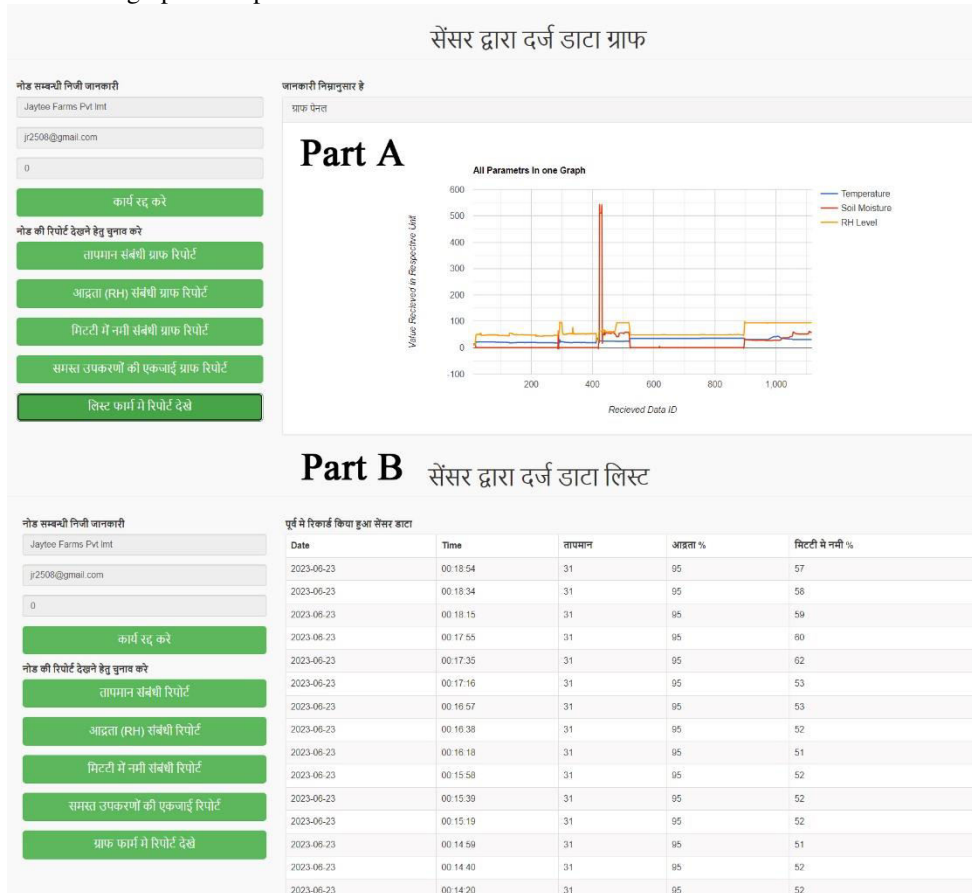 सेंसर द्वारा दर्ज डाटा ग्राफ
नोड सम्बन्धी निजी जानकारी
Jaytee Farms Pvt lmt
jr2508@gmail.com
0
कार्य रद्द करे
नोड की रिपोर्ट देखने हेतु चुनाव करे
तापमान संबंधी ग्राफ रिपोर्ट
आद्रता (RH) संबंधी ग्राफ रिपोर्ट
मिटटी में नमी संबंधी ग्राफ रिपोर्ट
समस्त उपकरणों की एकजाई ग्राफ रिपोर्ट
लिस्ट फार्म मे रिपोर्ट देखे
जानकारी निम्नानुसार हे
ग्राफ पेनल
Part A
All Parametrs In one Graph
600
500
400
300
200
100
0
-100
Value Recieved In Respective Unit
200 400 600 800 1,000
Recieved Data ID
Temperature
Soil Moisture
RH Level
Part B सेंसर द्वारा दर्ज डाटा लिस्ट
नोड सम्बन्धी निजी जानकारी
Jaytee Farms Pvt lmt
jr2508@gmail.com
0
कार्य रद्द करे
नोड की रिपोर्ट देखने हेतु चुनाव करे
तापमान संबंधी रिपोर्ट
आद्रता (RH) संबंधी रिपोर्ट
मिटटी में नमी संबंधी रिपोर्ट
समस्त उपकरणों की एकजाई रिपोर्ट
ग्राफ फार्म मे रिपोर्ट देखे
पूर्व मे रिकार्ड किया हुआ सेंसर डाटा
Date Time तापमान आद्रता % मिटटी मे नमी %
2023-06-23 00:18:54 31 95 57
2023-06-23 00:18:34 31 95 58
2023-06-23 00:18:15 31 95 59
2023-06-23 00:17:55 31 95 60
2023-06-23 00:17:35 31 95 62
2023-06-23 00:17:16 31 95 53
2023-06-23 00:16:57 31 95 53
2023-06-23 00:16:38 31 95 52
2023-06-23 00:16:18 31 95 51
2023-06-23 00:15:58 31 95 52
2023-06-23 00:15:39 31 95 52
2023-06-23 00:15:19 31 95 52
2023-06-23 00:14:59 31 95 51
2023-06-23 00:14:40 31 95 52
2023-06-23 00:14:20 31 95 52